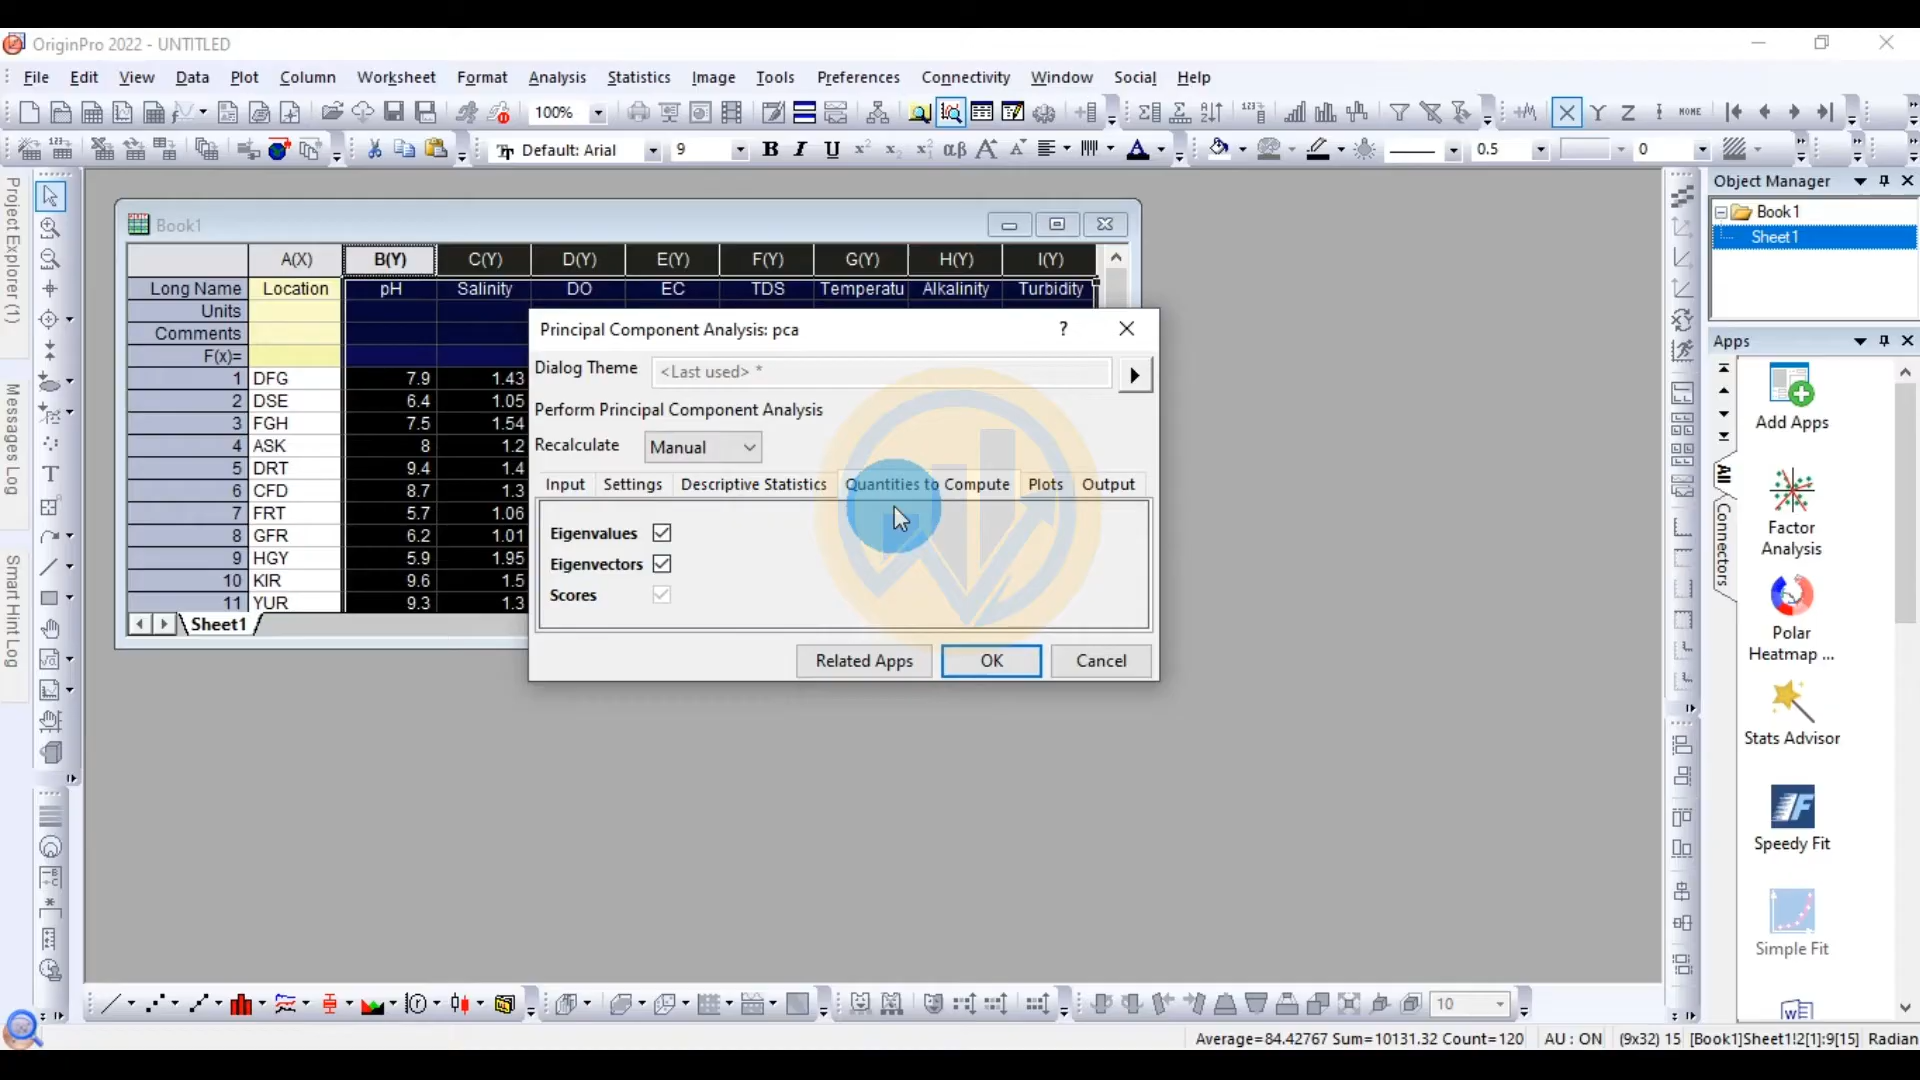 OriginPro 2022 - UNTITLED
File Edit View Data Plot Column Worksheet Format Analysis Statistics Image Tools Preferences Connectivity Window Social Help
100% X Y Z HOME
Default: Arial 9 B I U x² x₂ αβ A A A 0.5 0
Project Explorer (1)
Messages Log
Smart Hint Log
Book1
A(X) B(Y) C(Y) D(Y) E(Y) F(Y) G(Y) H(Y) I(Y)
Long Name Location pH Salinity DO EC TDS Temperatu Alkalinity Turbidity
Units
Comments
F(x)=
1 DFG 7.9 1.43
2 DSE 6.4 1.05
3 FGH 7.5 1.54
4 ASK 8 1.2
5 DRT 9.4 1.4
6 CFD 8.7 1.3
7 FRT 5.7 1.06
8 GFR 6.2 1.01
9 HGY 5.9 1.95
10 KIR 9.6 1.5
11 YUR 9.3 1.3
Sheet1
Principal Component Analysis: pca ?
Dialog Theme <Last used> *
Perform Principal Component Analysis
Recalculate Manual
Input Settings Descriptive Statistics Quantities to Compute Plots Output
Eigenvalues
Eigenvectors
Scores
Related Apps OK Cancel
Object Manager
Book1
Sheet1
Apps
All
Connectors
Add Apps
Factor
Analysis
Polar
Heatmap ...
Stats Advisor
Speedy Fit
Simple Fit
10
Average=84.42767 Sum=10131.32 Count=120 AU : ON (9x32) 15 [Book1]Sheet1!2[1]:9[15] Radian